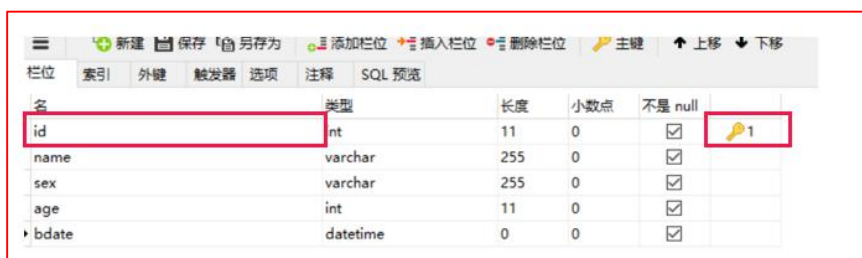 新建 保存 另存为 添加栏位 插入栏位 删除栏位 主键 上移 下移
栏位 索引 外键 触发器 选项 注释 SQL 预览
名 类型 长度 小数点 不是 null
id int 11 0 1
name varchar 255 0
sex varchar 255 0
age int 11 0
bdate datetime 0 0